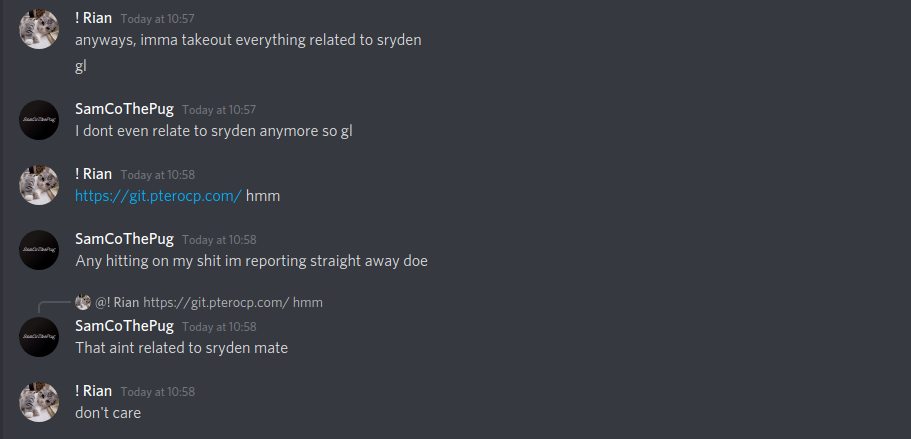 ! Rian Today at 10:57
anyways, imma takeout everything related to sryden
gl
SamCoThePug Today at 10:57
I dont even relate to sryden anymore so gl
! Rian Today at 10:58
https://git.pterocp.com/ hmm
SamCoThePug Today at 10:58
Any hitting on my shit im reporting straight away doe
@! Rian https://git.pterocp.com/ hmm
SamCoThePug Today at 10:58
That aint related to sryden mate
! Rian Today at 10:58
don't care